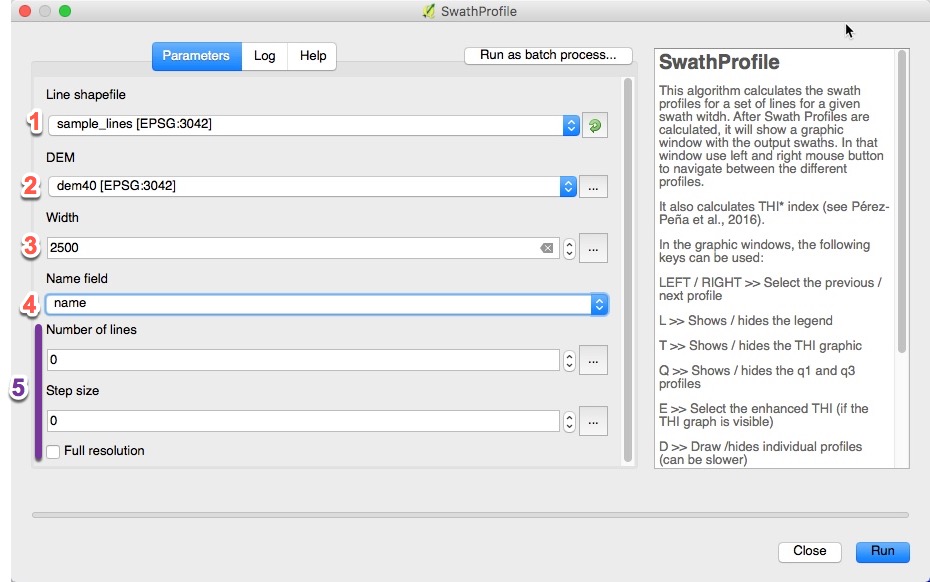 SwathProfile
Parameters
Log
Help
Run as batch process...
Line shapefile
1
sample_lines [EPSG:3042]
DEM
2
dem40 [EPSG:3042]
...
Width
3
2500
...
Name field
4
name
5
Number of lines
0
...
Step size
0
...
Full resolution
SwathProfile
This algorithm calculates the swath
profiles for a set of lines for a given
swath witdh. After Swath Profiles are
calculated, it will show a graphic
window with the output swaths. In that
window use left and right mouse button
to navigate between the different
profiles.
It also calculates THI* index (see Pérez-
Peña et al., 2016).
In the graphic windows, the following
keys can be used:
LEFT / RIGHT >> Select the previous /
next profile
L >> Shows / hides the legend
T >> Shows / hides the THI graphic
Q >> Shows / hides the q1 and q3
profiles
E >> Select the enhanced THI (if the
THI graph is visible)
D >> Draw /hides individual profiles
(can be slower)
Close
Run